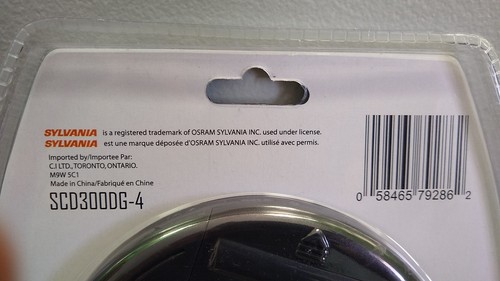 SYLVANIA is a registered trademark of OSRAM SYLVANIA INC. used under license.
SYLVANIA est une marque déposée d'OSRAM SYLVANIA INC. utilisé avec permis.
Imported by/Importee Par:
C.I LTD., TORONTO, ONTARIO.
M9W 5C1
Made in China/Fabriqué en Chine
SCD300DG-4
0 58465 79286 2